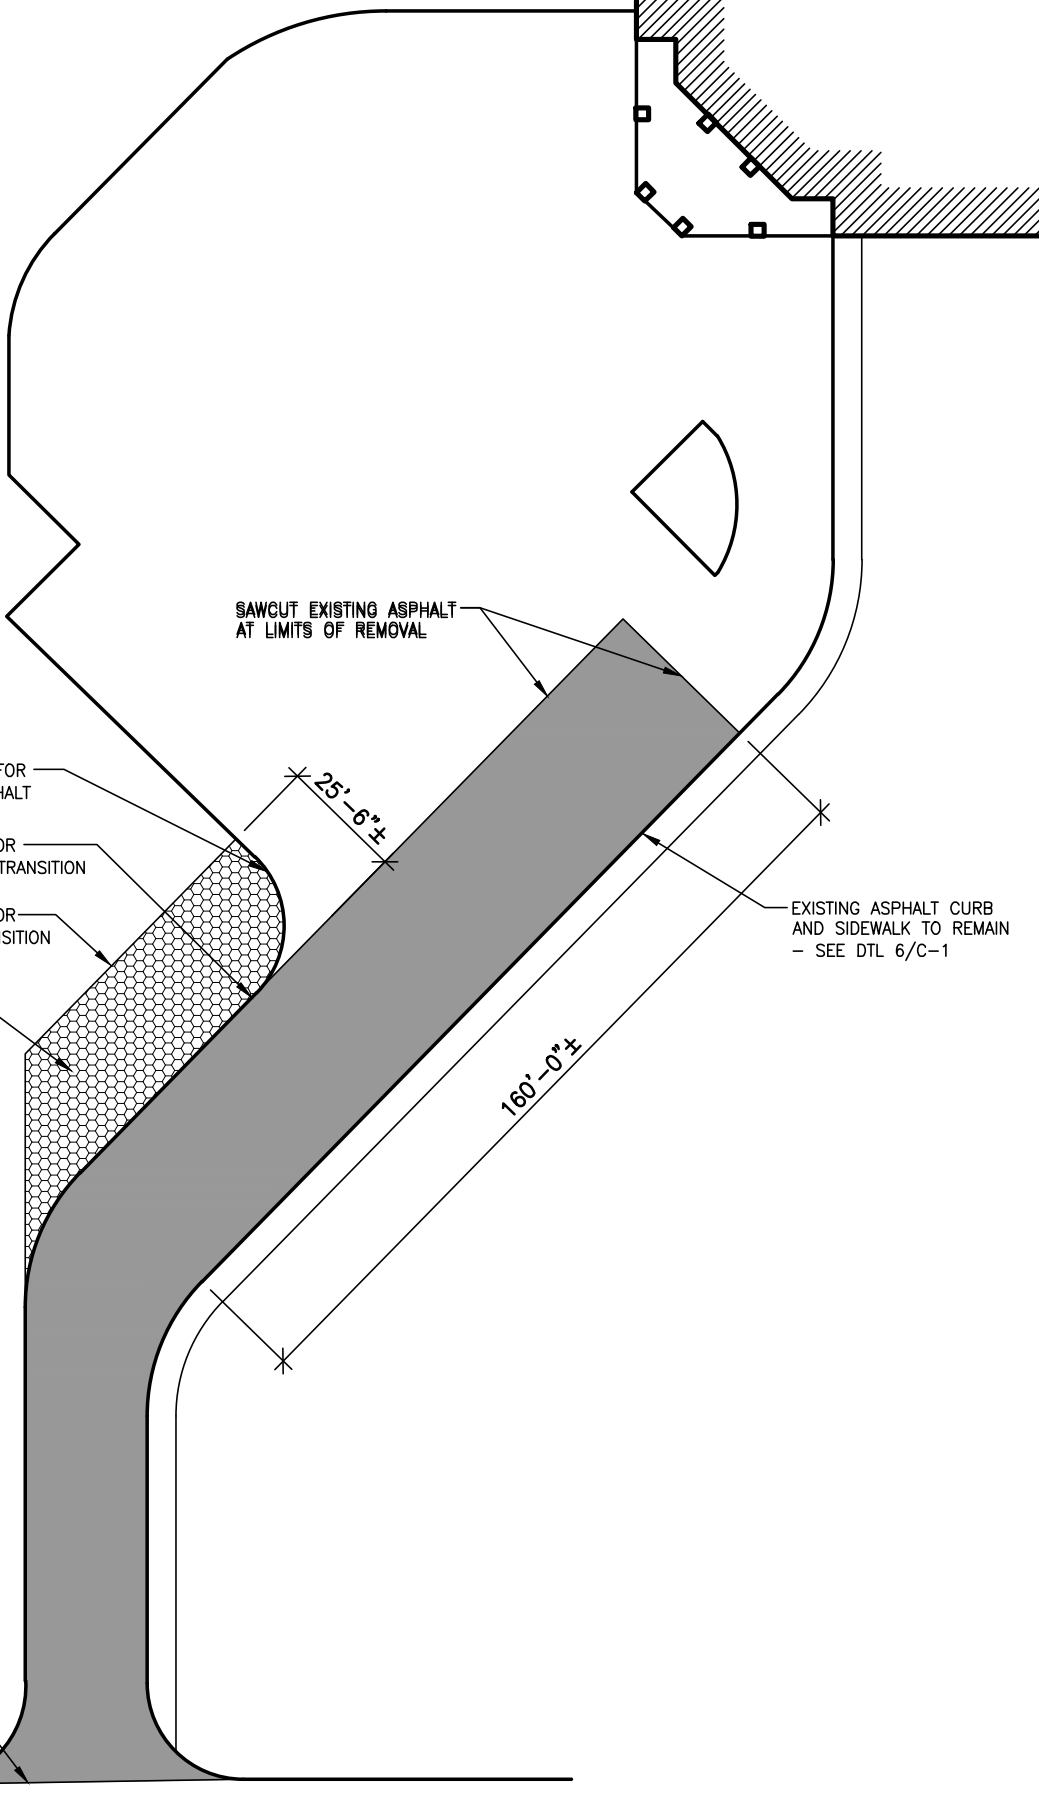 SAWCUT EXISTING ASPHALT
AT LIMITS OF REMOVAL
FOR
HALT
25'-6"±
OR
TRANSITION
OR
ISITION
EXISTING ASPHALT CURB
AND SIDEWALK TO REMAIN
- SEE DTL 6/C-1
160'-0"±